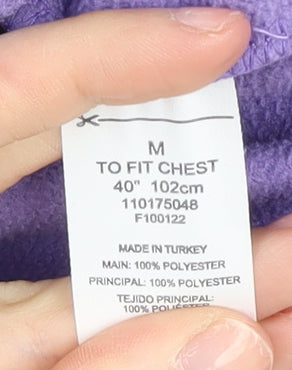 M
TO FIT CHEST
40" 102cm
110175048
F100122
MADE IN TURKEY
MAIN: 100% POLYESTER
PRINCIPAL: 100% POLYESTER
TEJIDO PRINCIPAL:
100% POLIÉSTER